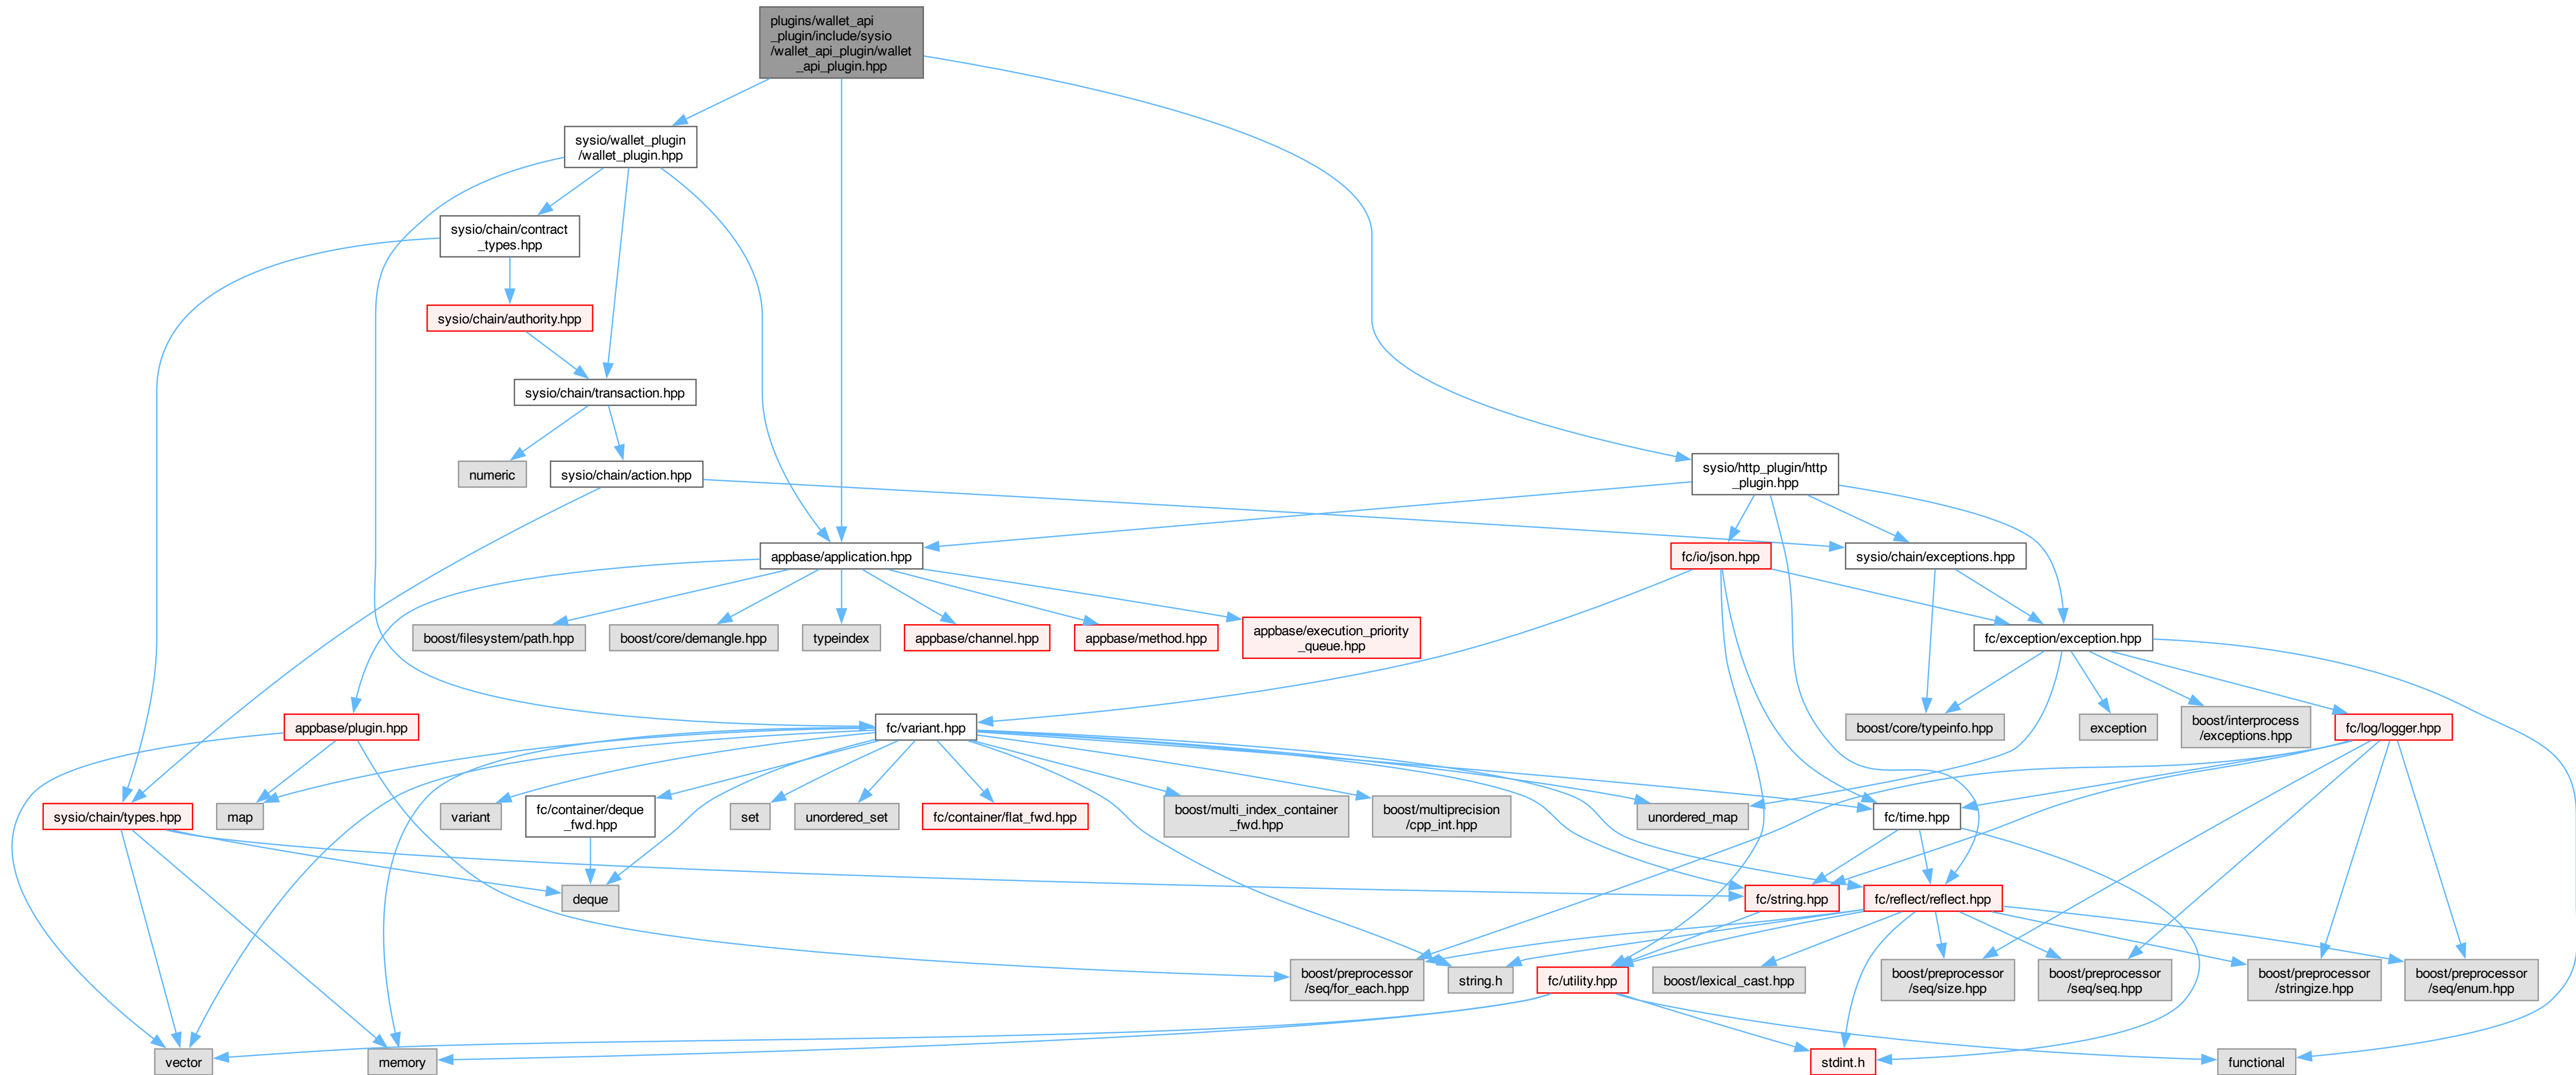 plugins/wallet_api
_plugin/include/sysio
/wallet_api_plugin/wallet
_api_plugin.hpp
sysio/wallet_plugin
/wallet_plugin.hpp
sysio/chain/contract
_types.hpp
sysio/chain/authority.hpp
sysio/chain/transaction.hpp
numeric
sysio/chain/action.hpp
sysio/http_plugin/http
_plugin.hpp
appbase/application.hpp
fc/io/json.hpp
sysio/chain/exceptions.hpp
boost/filesystem/path.hpp
boost/core/demangle.hpp
typeindex
appbase/channel.hpp
appbase/method.hpp
appbase/execution_priority
_queue.hpp
fc/exception/exception.hpp
appbase/plugin.hpp
fc/variant.hpp
boost/core/typeinfo.hpp
exception
boost/interprocess
/exceptions.hpp
fc/log/logger.hpp
sysio/chain/types.hpp
map
variant
fc/container/deque
_fwd.hpp
set
unordered_set
fc/container/flat_fwd.hpp
boost/multi_index_container
_fwd.hpp
boost/multiprecision
/cpp_int.hpp
unordered_map
fc/time.hpp
deque
fc/string.hpp
fc/reflect/reflect.hpp
boost/preprocessor
/seq/for_each.hpp
string.h
fc/utility.hpp
boost/lexical_cast.hpp
boost/preprocessor
/seq/size.hpp
boost/preprocessor
/seq/seq.hpp
boost/preprocessor
/stringize.hpp
boost/preprocessor
/seq/enum.hpp
vector
memory
stdint.h
functional